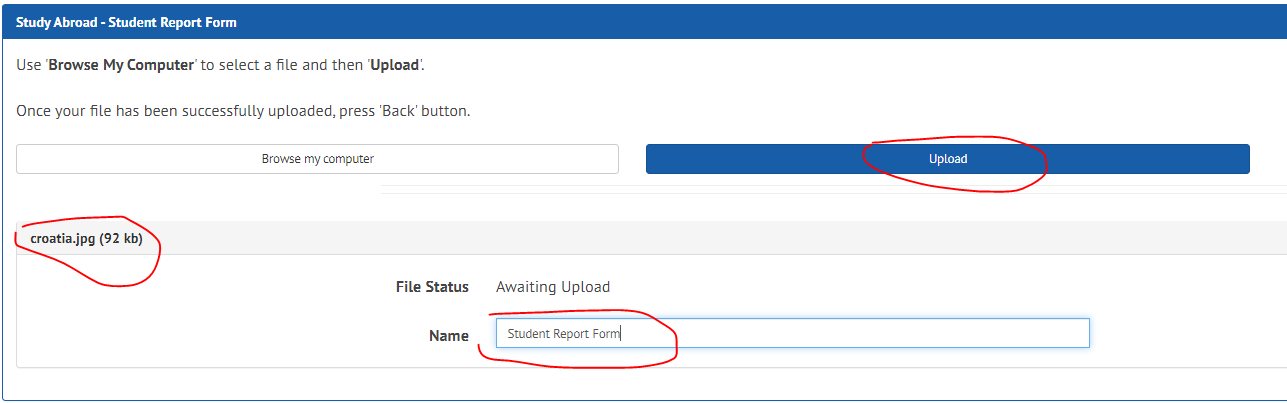 Study Abroad - Student Report Form
Use 'Browse My Computer' to select a file and then 'Upload'.
Once your file has been successfully uploaded, press 'Back' button.
Browse my computer
Upload
croatia.jpg (92 kb)
File Status Awaiting Upload
Name Student Report Form